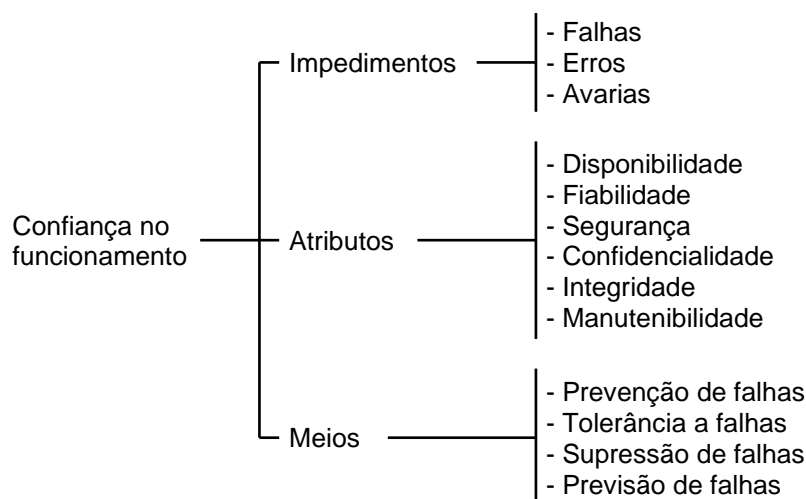 Confiança no
funcionamento
Impedimentos
- Falhas
- Erros
- Avarias
Atributos
- Disponibilidade
- Fiabilidade
- Segurança
- Confidencialidade
- Integridade
- Manutenibilidade
Meios
- Prevenção de falhas
- Tolerância a falhas
- Supressão de falhas
- Previsão de falhas